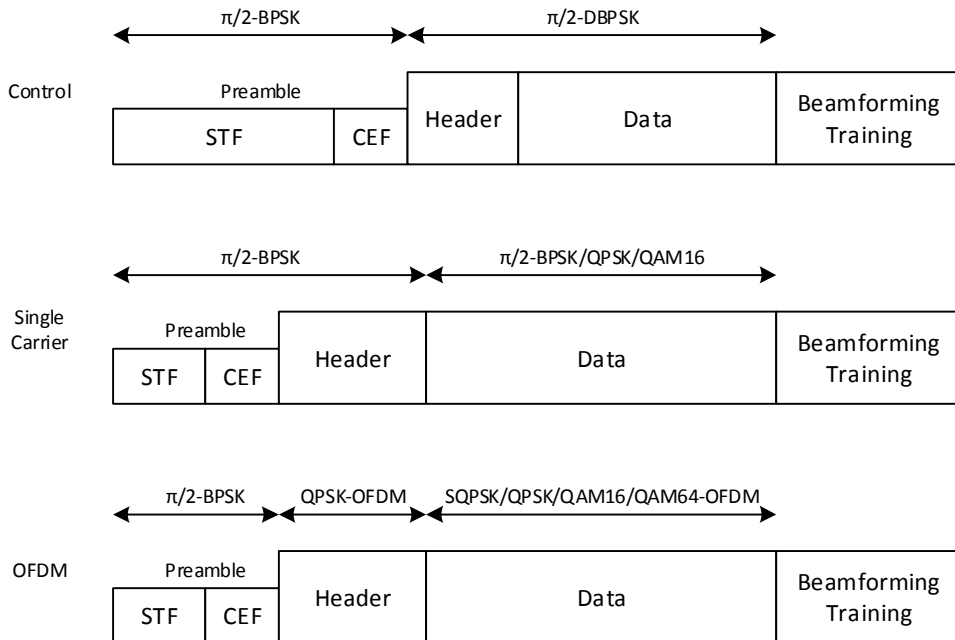 π/2-BPSK
π/2-DBPSK
Control
Preamble
STF
CEF
Header
Data
Beamforming
Training
π/2-BPSK
π/2-BPSK/QPSK/QAM16
Single
Carrier
Preamble
STF
CEF
Header
Data
Beamforming
Training
π/2-BPSK
QPSK-OFDM
SQPSK/QPSK/QAM16/QAM64-OFDM
OFDM
Preamble
STF
CEF
Header
Data
Beamforming
Training